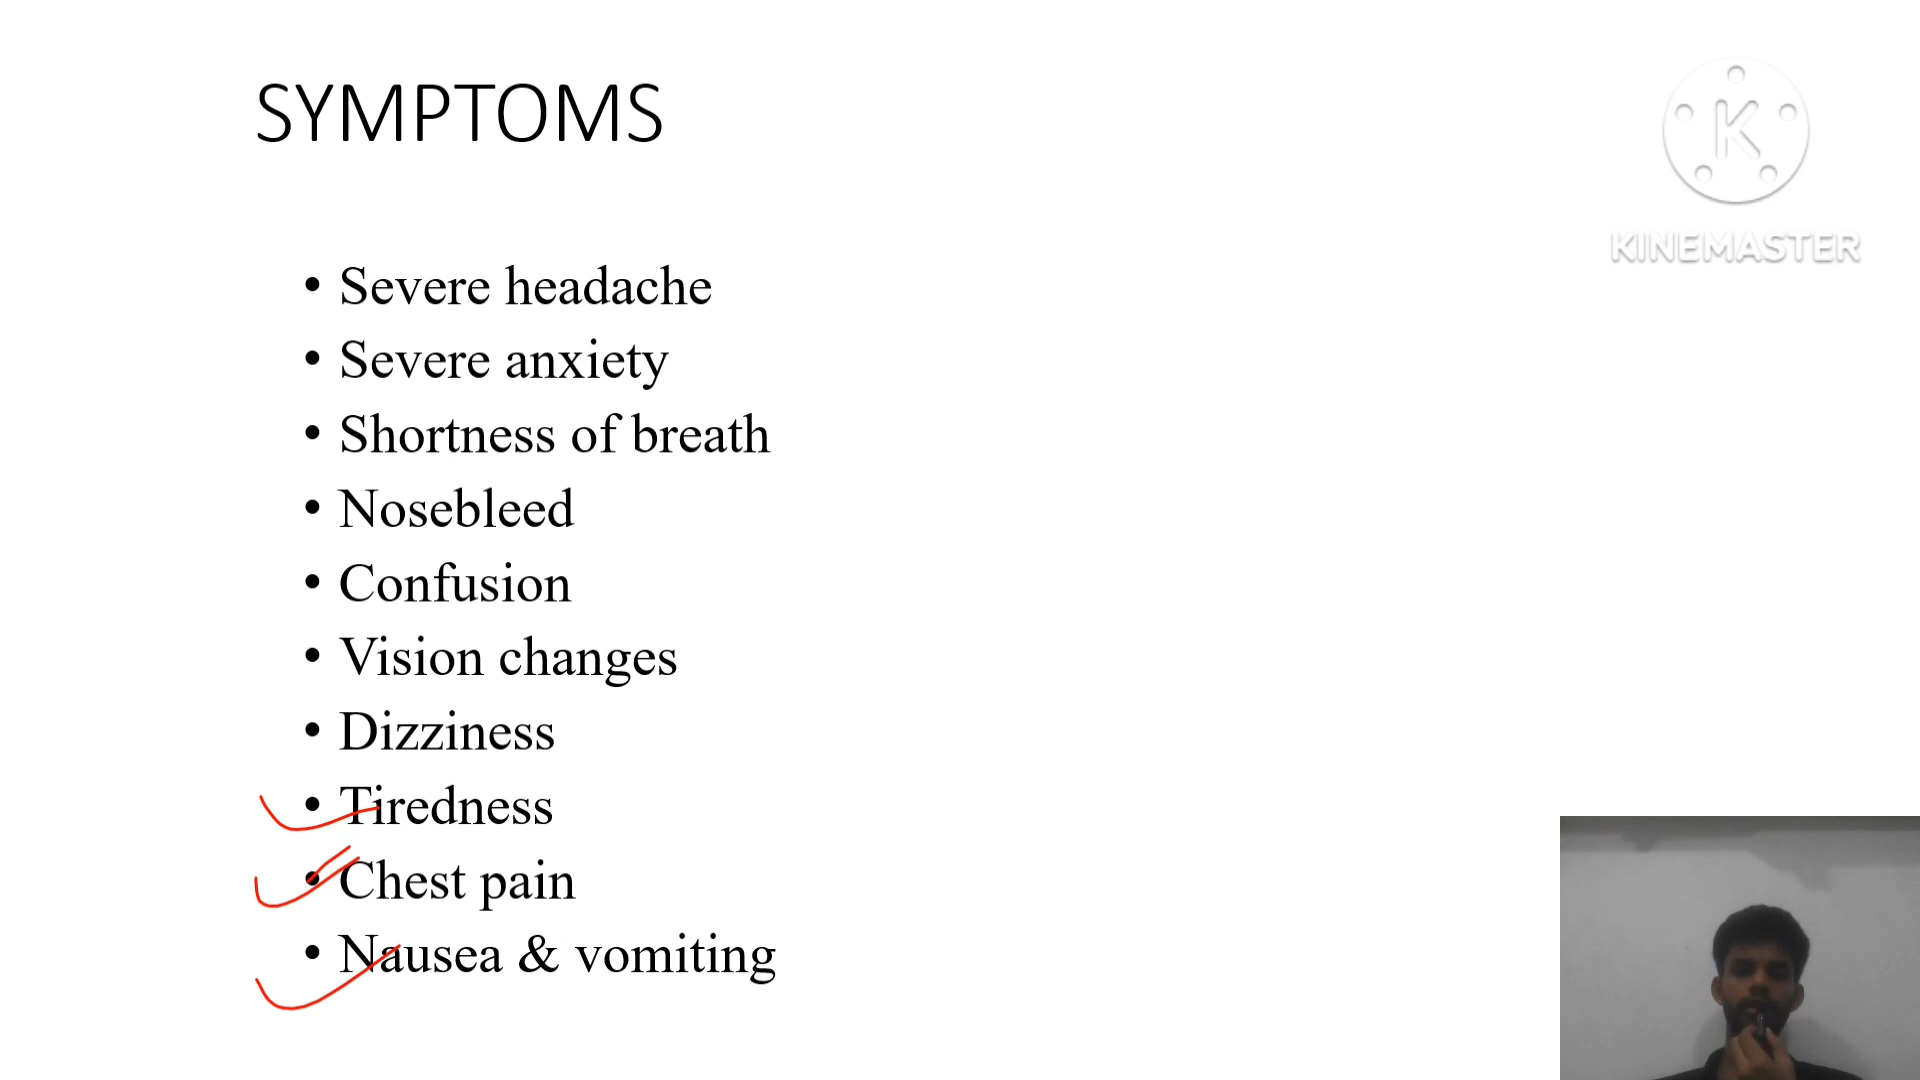 SYMPTOMS
K
KINEMASTER
• Severe headache
• Severe anxiety
• Shortness of breath
• Nosebleed
• Confusion
• Vision changes
• Dizziness
• Tiredness
• Chest pain
• Nausea & vomiting